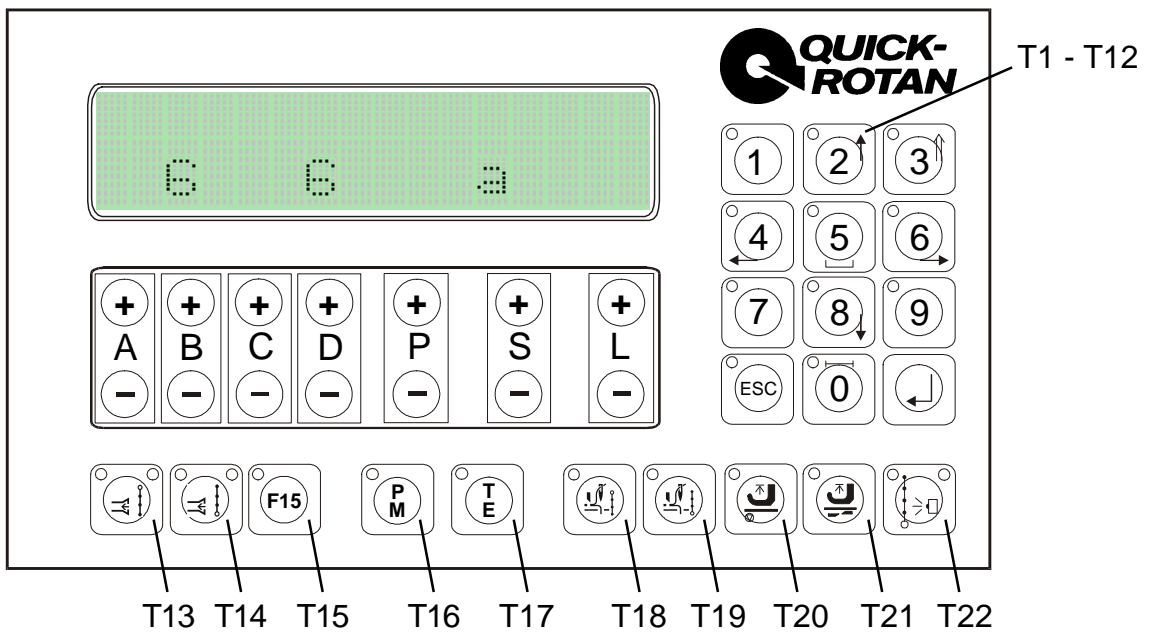 QUICK-
ROTAN
T1 - T12
6 6 a
1 2 3
4 5 6
7 8 9
ESC 0
+ + + + + + +
A B C D P S L
− − − − − − −
F15
P
M
T
E
T13 T14 T15 T16 T17 T18 T19 T20 T21 T22